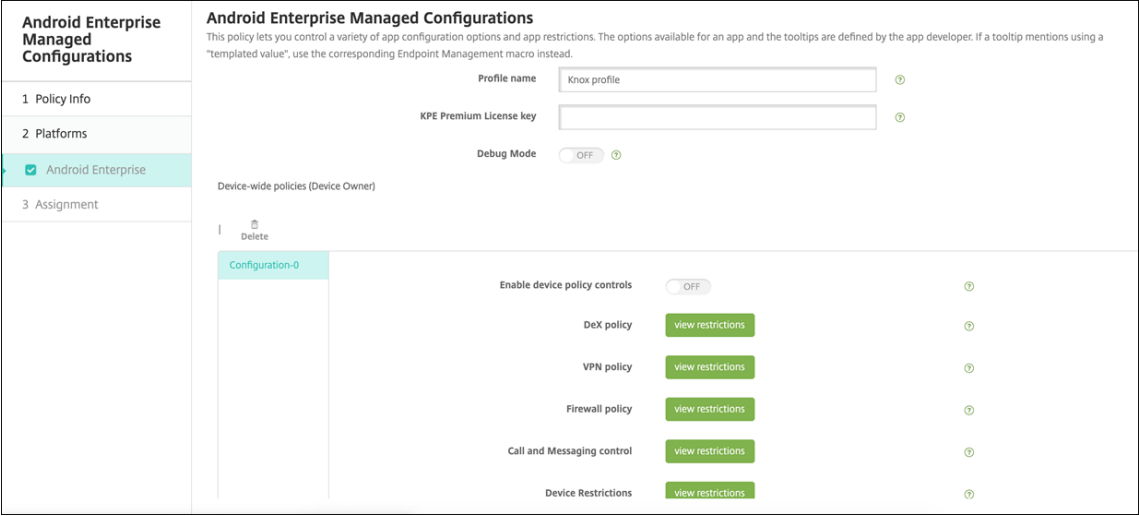 Android Enterprise
Managed
Configurations
1 Policy Info
2 Platforms
Android Enterprise
3 Assignment
Android Enterprise Managed Configurations
This policy lets you control a variety of app configuration options and app restrictions. The options available for an app and the tooltips are defined by the app developer. If a tooltip mentions using a
"templated value", use the corresponding Endpoint Management macro instead.
Profile name Knox profile ?
KPE Premium License key ?
Debug Mode OFF ?
Device-wide policies (Device Owner)
Delete
Configuration-0
Enable device policy controls OFF ?
DeX policy view restrictions ?
VPN policy view restrictions ?
Firewall policy view restrictions ?
Call and Messaging control view restrictions ?
Device Restrictions view restrictions ?